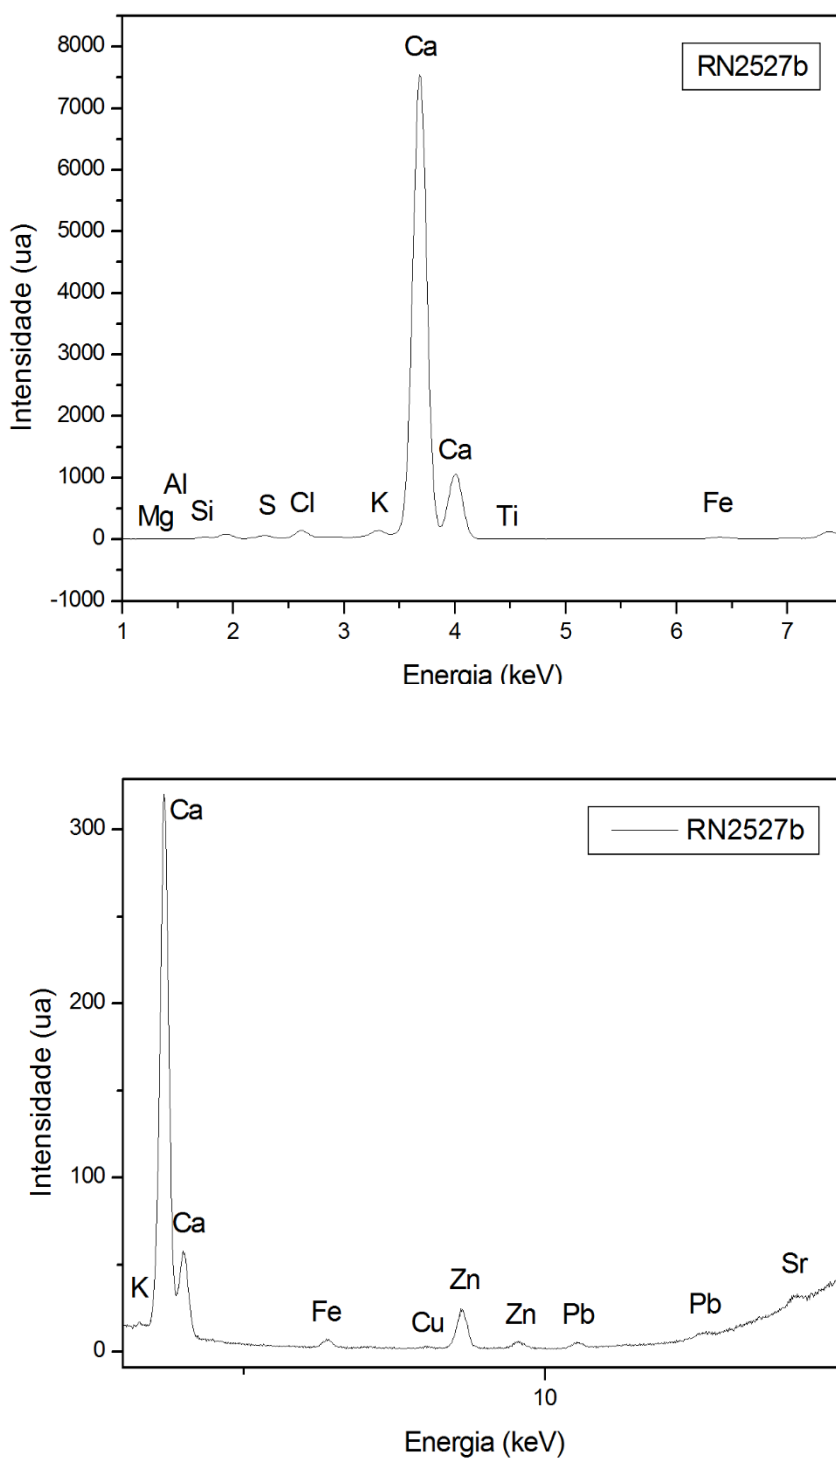 8000
7000
6000
5000
4000
3000
2000
1000
0
-1000
Intensidade (ua)
Ca
RN2527b
Ca
Al
Mg
Si
S
Cl
K
Ti
Fe
1 2 3 4 5 6 7
Energia (keV)
300
200
100
0
Intensidade (ua)
Ca
RN2527b
Ca
K
Fe
Cu
Zn
Zn
Pb
Pb
Sr
10
Energia (keV)